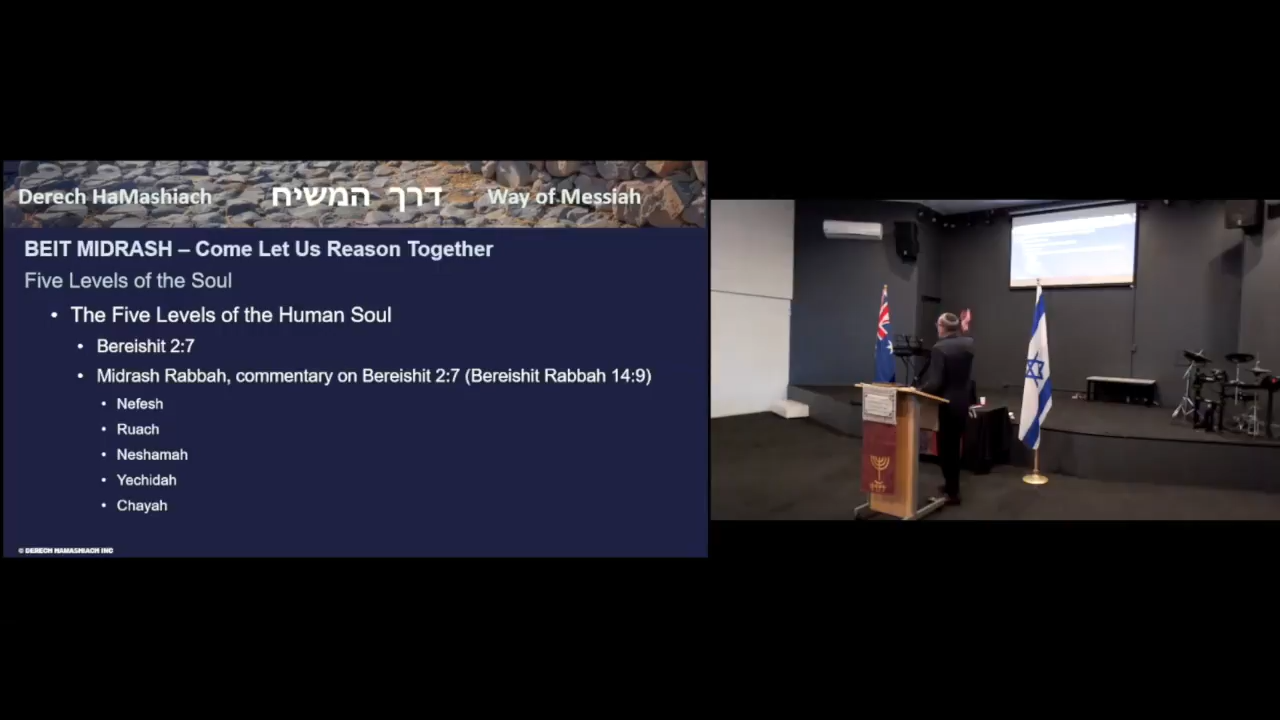 Derech HaMashiach דרך המשיח Way of Messiah
BEIT MIDRASH – Come Let Us Reason Together
Five Levels of the Soul
• The Five Levels of the Human Soul
• Bereishit 2:7
• Midrash Rabbah, commentary on Bereishit 2:7 (Bereishit Rabbah 14:9)
• Nefesh
• Ruach
• Neshamah
• Yechidah
• Chayah
© DERECH HAMASHIACH INC